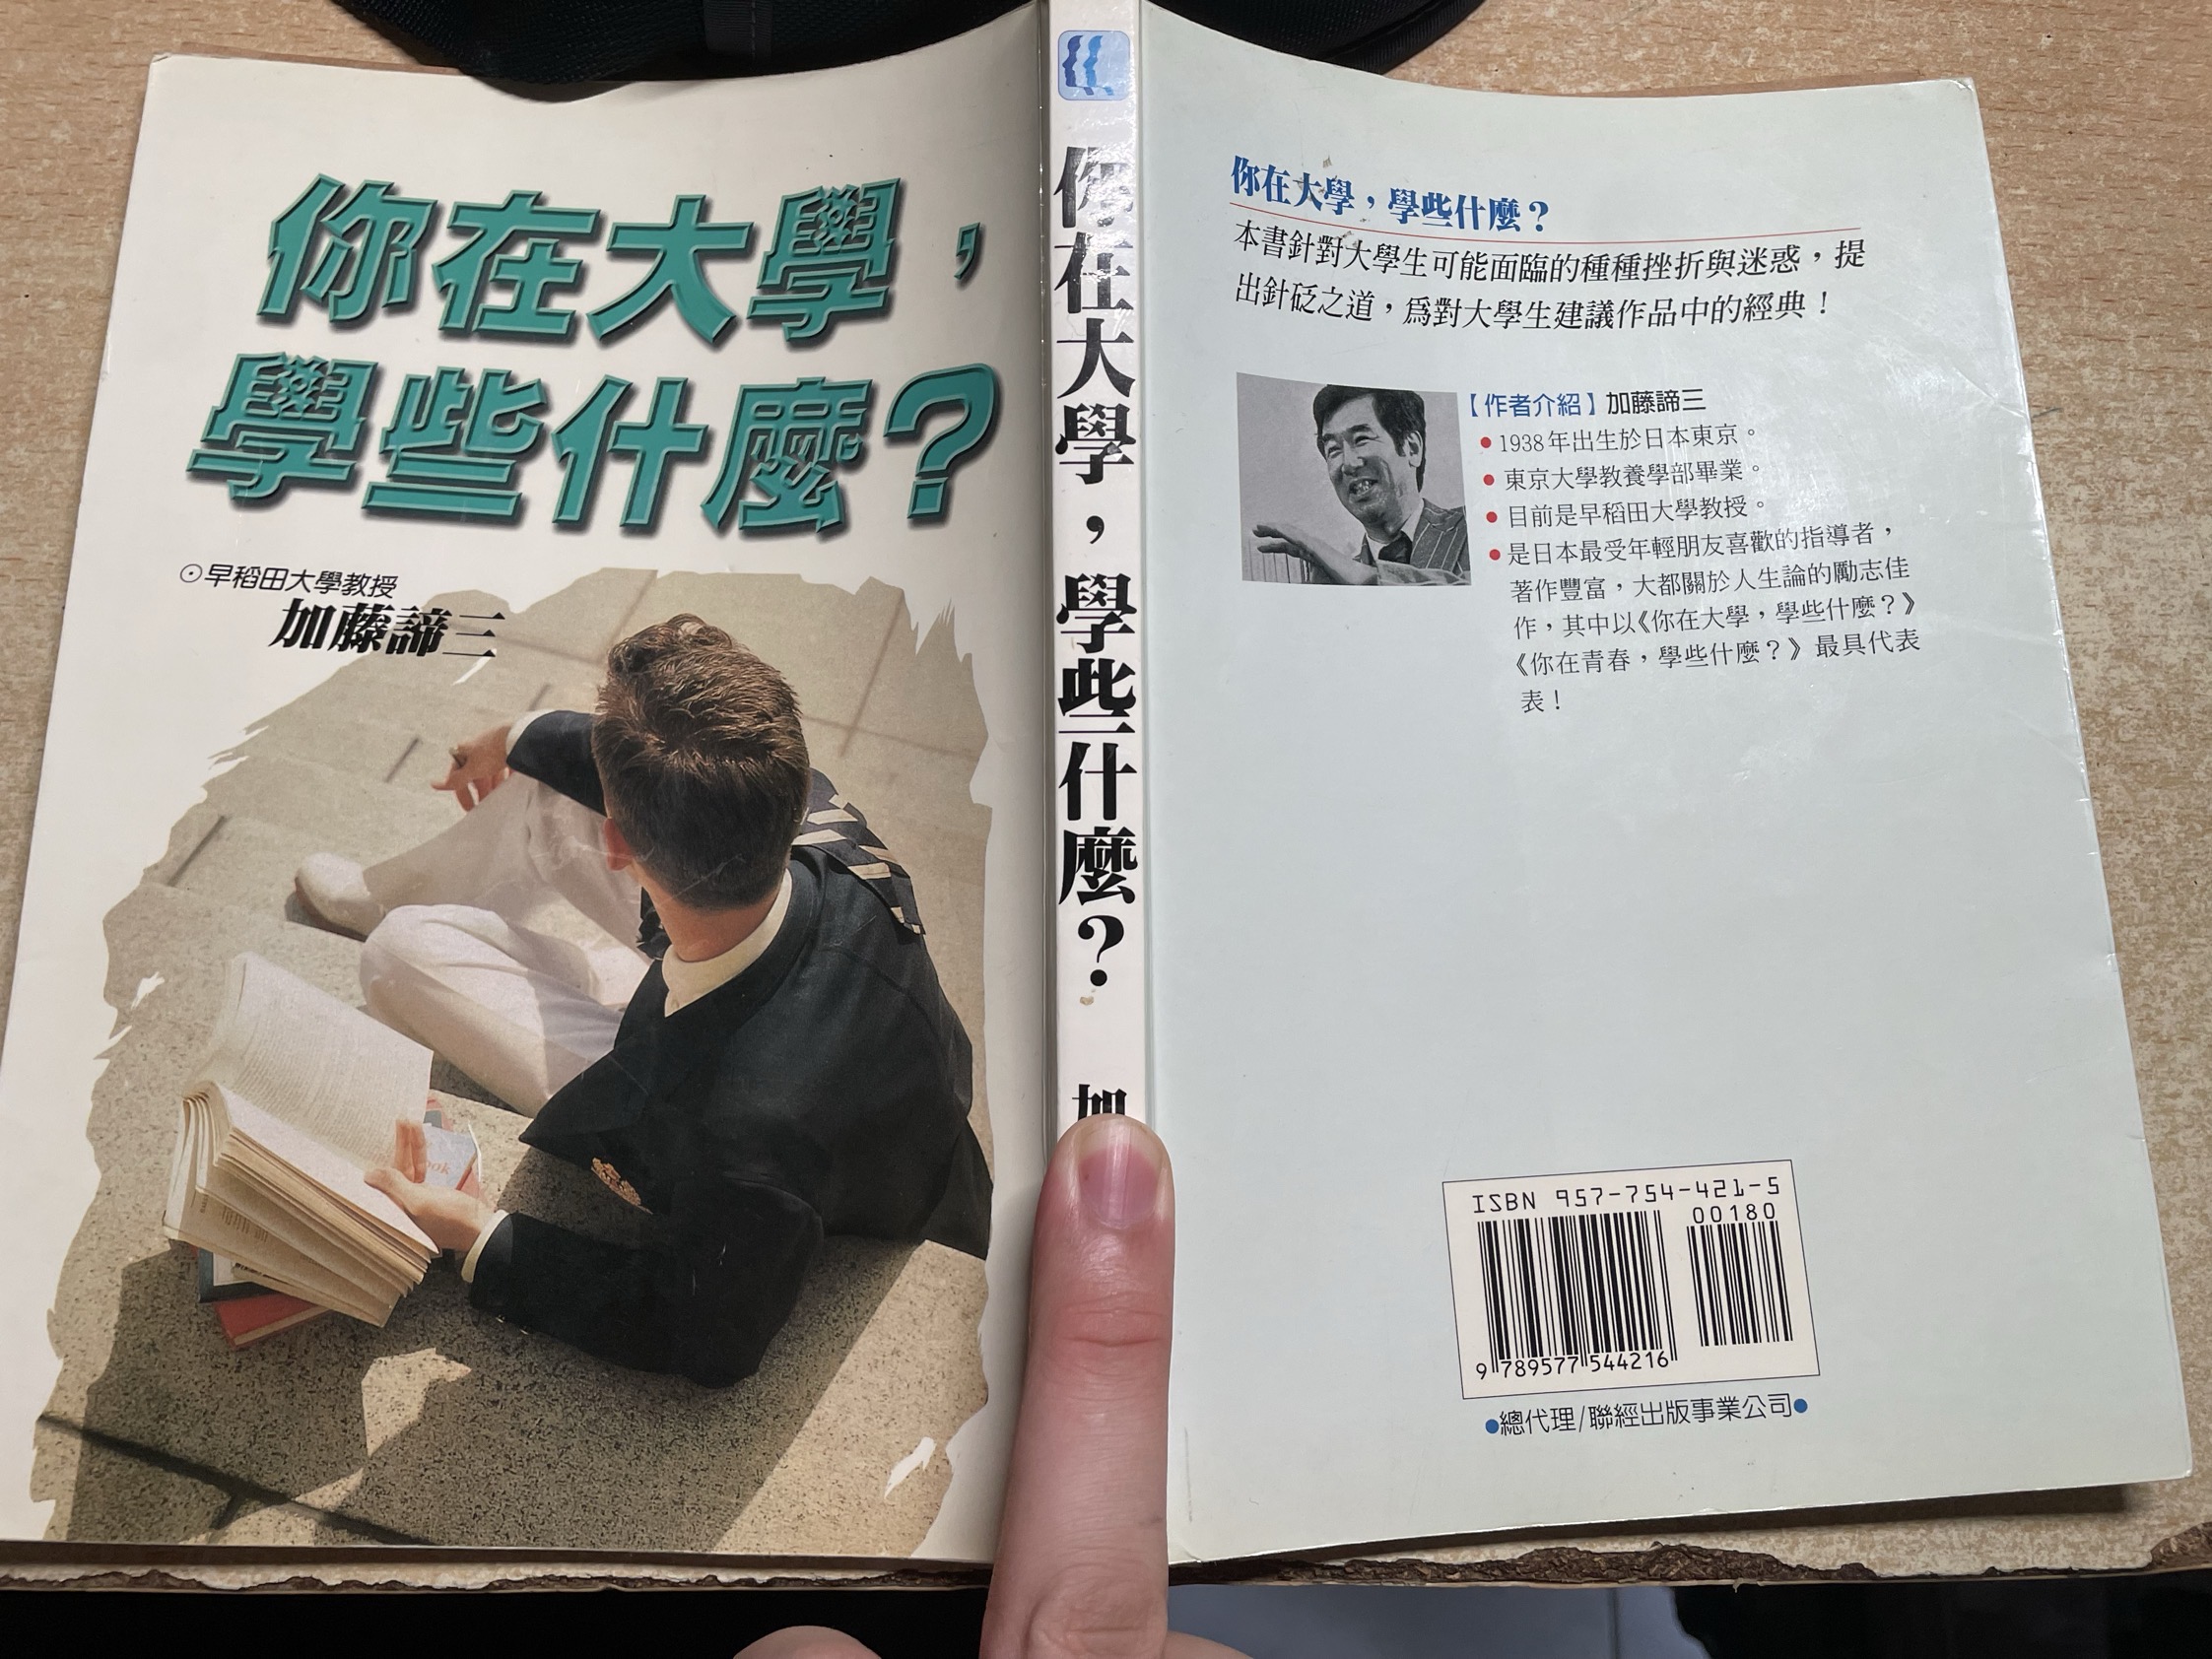 你在大學，
學些什麼？
⊙早稻田大學教授
加藤諦三
你在大學，學些什麼？ 加
你在大學，學些什麼？
本書針對大學生可能面臨的種種挫折與迷惑，提
出針砭之道，爲對大學生建議作品中的經典！
【作者介紹】加藤諦三
●1938年出生於日本東京。
●東京大學教養學部畢業。
●目前是早稻田大學教授。
●是日本最受年輕朋友喜歡的指導者，
著作豐富，大都關於人生論的勵志佳
作，其中以《你在大學，學些什麼？》
《你在青春，學些什麼？》最具代表
表！
ISBN 957-754-421-5
00180
9 789577 544216
●總代理/聯經出版事業公司●